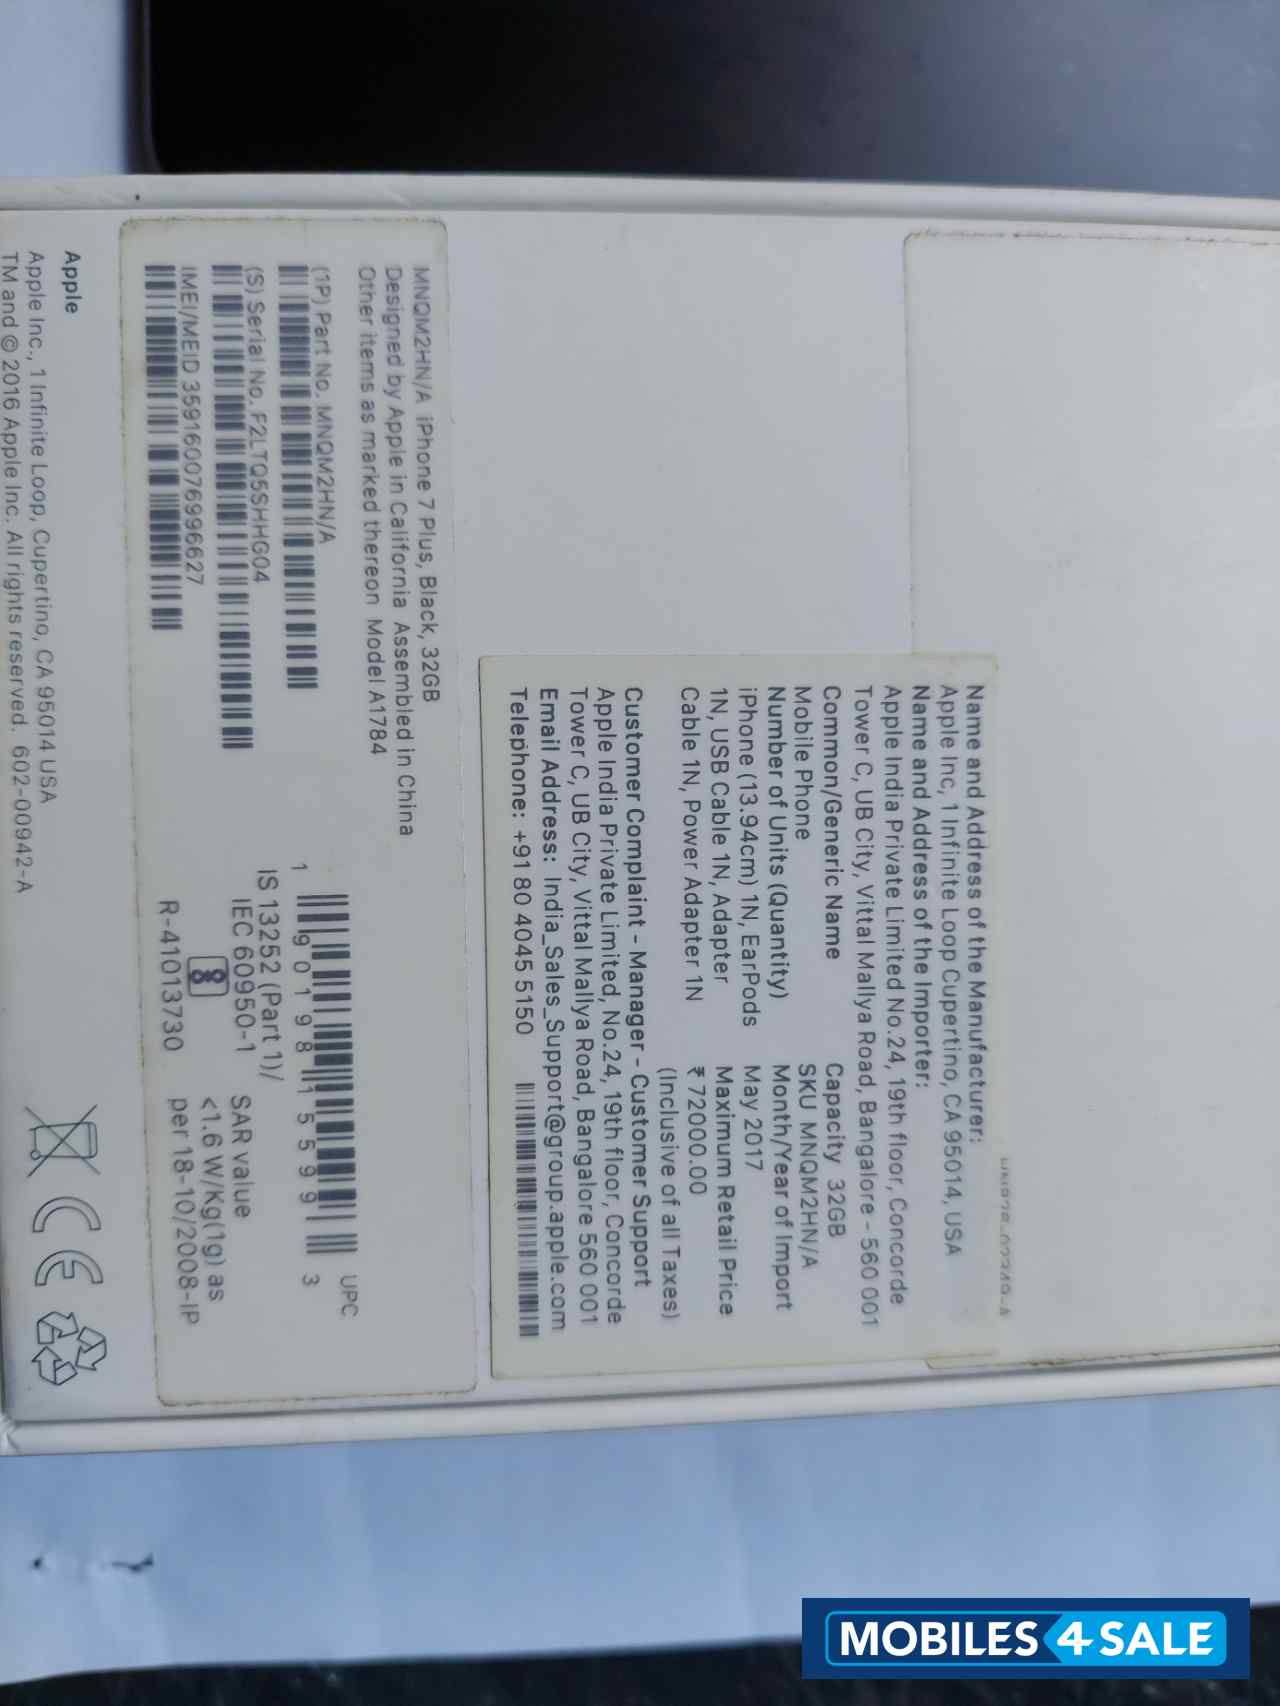 Name and Address of the Manufacturer:
Apple Inc, 1 Infinite Loop Cupertino, CA 95014, USA
Name and Address of the Importer:
Apple India Private Limited No.24, 19th floor, Concorde
Tower C, UB City, Vittal Mallya Road, Bangalore - 560 001
Common/Generic Name
Mobile Phone
Number of Units (Quantity)
iPhone (13.94cm) 1N, EarPods
1N, USB Cable 1N, Adapter
Cable 1N, Power Adapter 1N
Capacity 32GB
SKU MNQM2HN/A
Month/Year of Import
May 2017
Maximum Retail Price
₹ 72000.00
(Inclusive of all Taxes)
Customer Complaint - Manager - Customer Support
Apple India Private Limited, No.24, 19th floor, Concorde
Tower C, UB City, Vittal Mallya Road, Bangalore 560 001
Email Address: India_Sales_Support@group.apple.com
Telephone: +91 80 4045 5150
MNQM2HN/A iPhone 7 Plus, Black, 32GB
Designed by Apple in California Assembled in China
Other items as marked thereon Model A1784
(1P) Part No. MNQM2HN/A
(S) Serial No. F2LTQ5SHHG04
IMEI/MEID 359160076996627
UPC
1 90198 15599 3
IS 13252 (Part 1)/
IEC 60950-1
R-41013730
SAR value
<1.6 W/Kg(1g) as
per 18-10/2008-IP
Apple
Apple Inc., 1 Infinite Loop, Cupertino, CA 95014 USA
TM and © 2016 Apple Inc. All rights reserved. 602-00942-A
CE
MOBILES4SALE